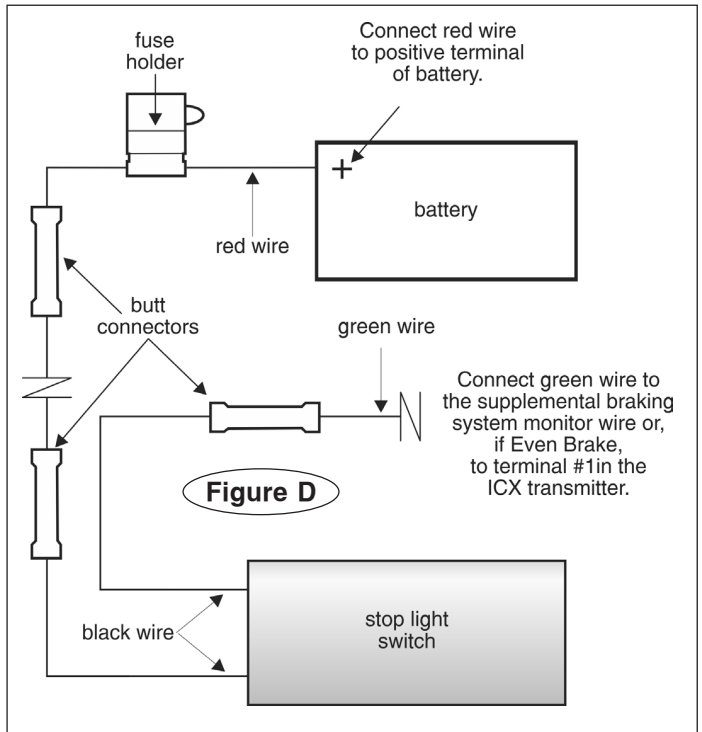 fuse
holder
Connect red wire
to positive terminal
of battery.
+
battery
red wire
butt
connectors
green wire
Connect green wire to
the supplemental braking
system monitor wire or,
if Even Brake,
to terminal #1in the
ICX transmitter.
Figure D
stop light
switch
black wire